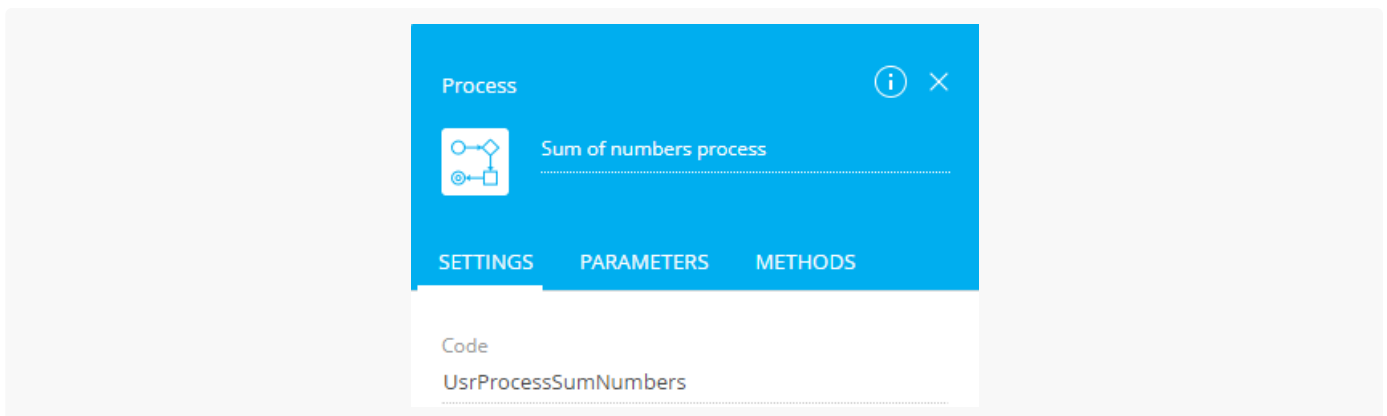 Process
Sum of numbers process
SETTINGS PARAMETERS METHODS
Code
UsrProcessSumNumbers